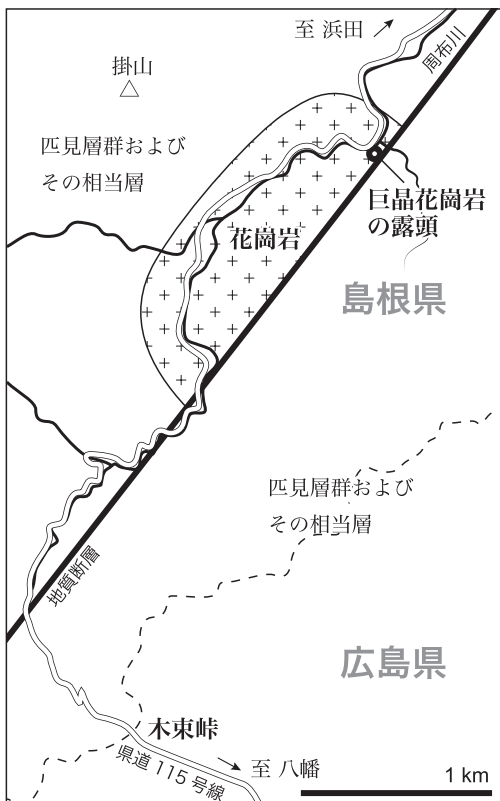 至 浜田
周布川
掛山
匹見層群および
その相当層
巨晶花崗岩
の露頭
花崗岩
島根県
匹見層群および
その相当層
地質断層
広島県
木束峠
県道 115 号線
至 八幡
1 km